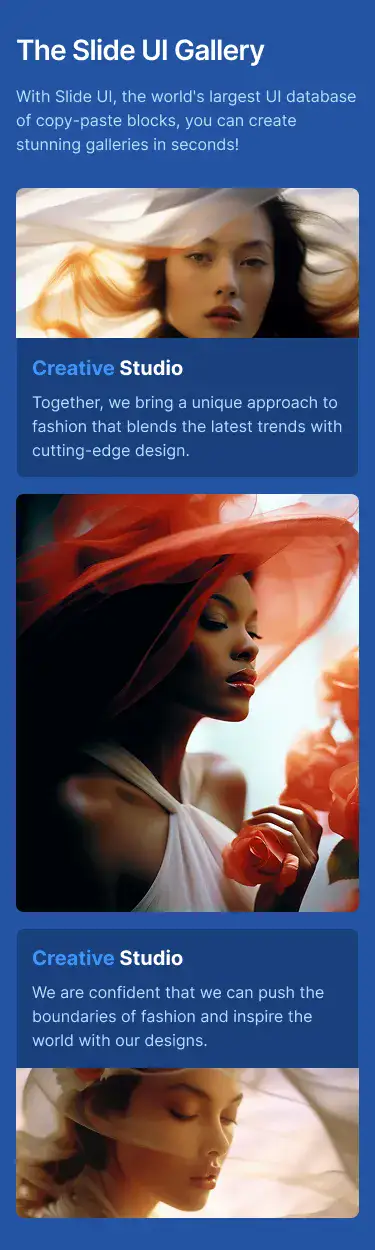 The Slide UI Gallery
With Slide UI, the world's largest UI database
of copy-paste blocks, you can create
stunning galleries in seconds!
Creative Studio
Together, we bring a unique approach to
fashion that blends the latest trends with
cutting-edge design.
Creative Studio
We are confident that we can push the
boundaries of fashion and inspire the
world with our designs.